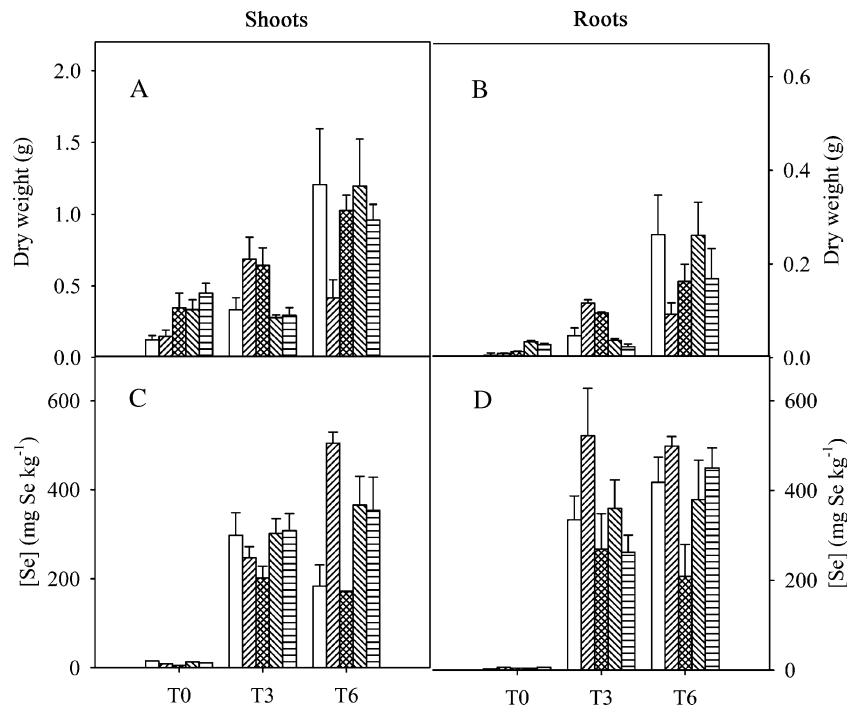 Shoots
Roots
A
B
2.0
1.5
1.0
0.5
0.0
Dry weight (g)
0.6
0.4
0.2
0.0
Dry weight (g)
C
D
600
400
200
0
[Se] (mg Se kg⁻¹)
600
400
200
0
[Se] (mg Se kg⁻¹)
T0 T3 T6
T0 T3 T6